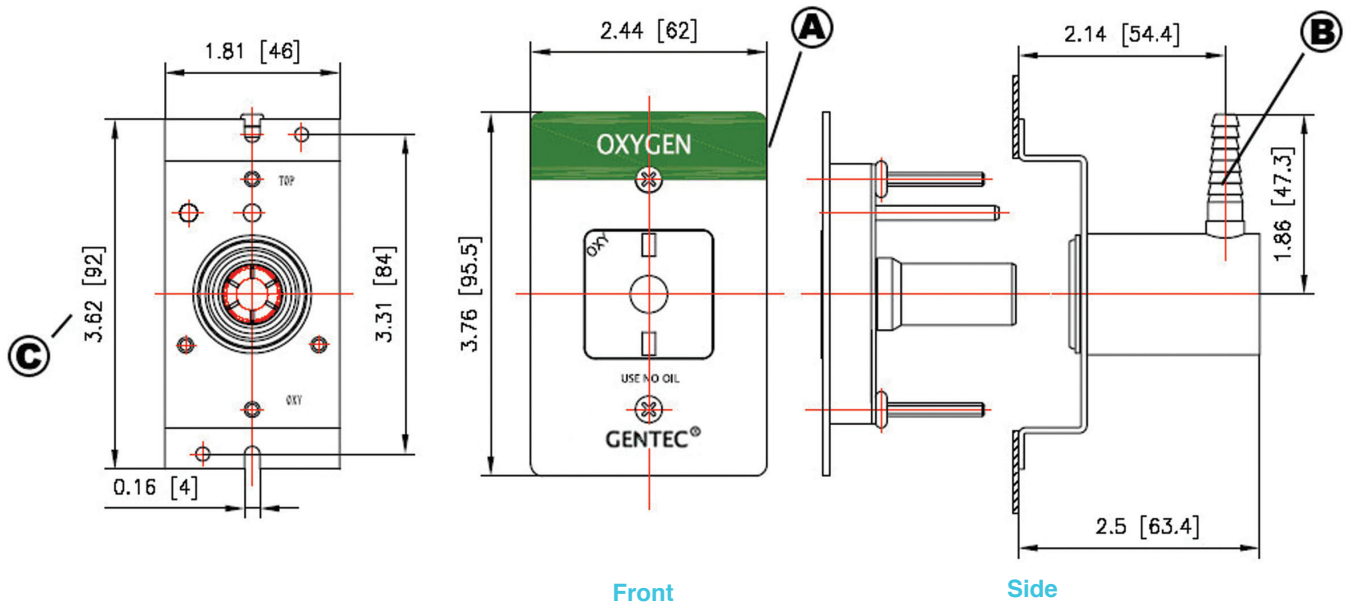 1.81 [46]
3.62 [92]
3.31 [84]
0.16 [4]
TOP
OXY
C
2.44 [62]
A
3.76 [95.5]
OXYGEN
OXY
USE NO OIL
GENTEC®
2.14 [54.4]
B
1.86 [47.3]
2.5 [63.4]
Front
Side